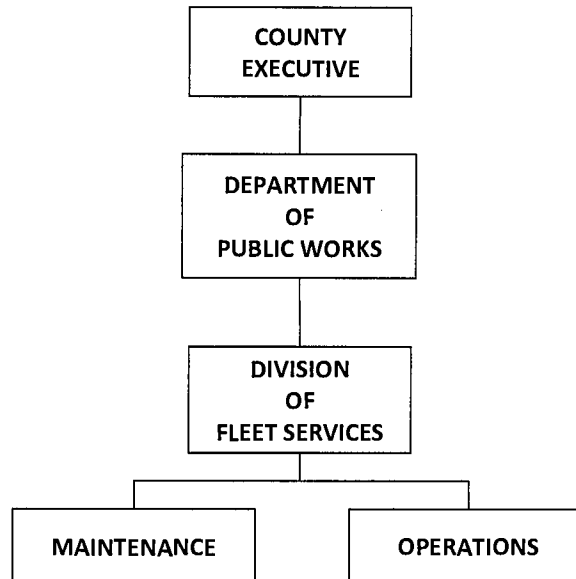 COUNTY
EXECUTIVE
DEPARTMENT
OF
PUBLIC WORKS
DIVISION
OF
FLEET SERVICES
MAINTENANCE
OPERATIONS